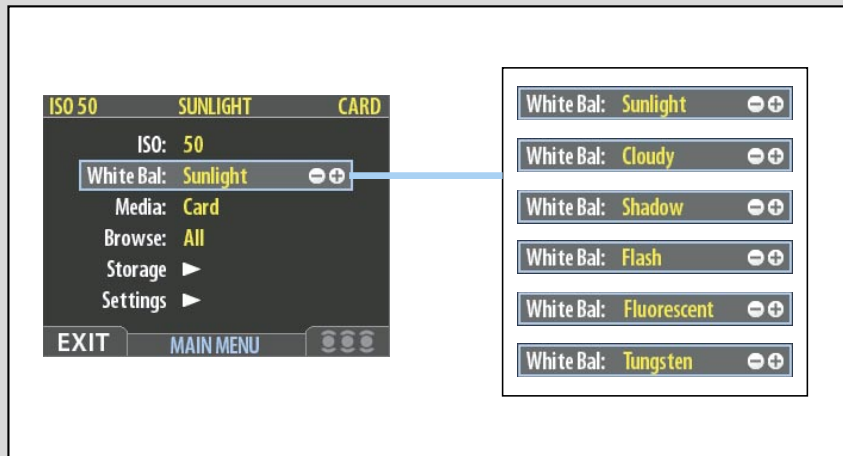 ISO 50 SUNLIGHT CARD
ISO: 50
White Bal: Sunlight
Media: Card
Browse: All
Storage
Settings
EXIT MAIN MENU
White Bal: Sunlight
White Bal: Cloudy
White Bal: Shadow
White Bal: Flash
White Bal: Fluorescent
White Bal: Tungsten